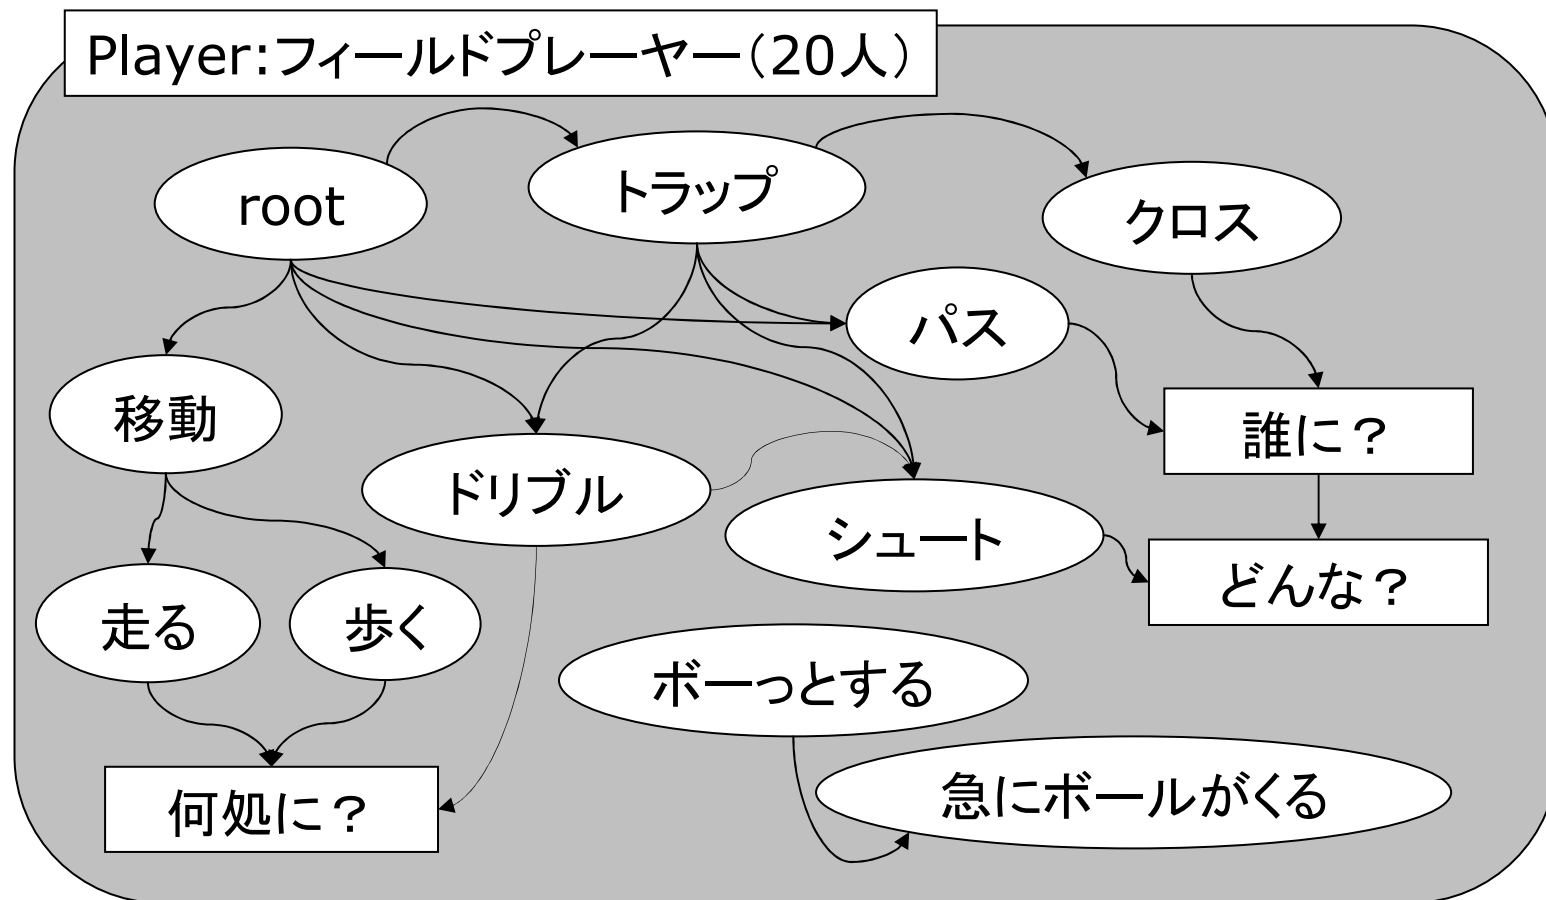 Player:フィールドプレーヤー（20人）
root
トラップ
クロス
パス
移動
ドリブル
シュート
誰に？
どんな？
走る
歩く
ボーっとする
急にボールがくる
何処に？